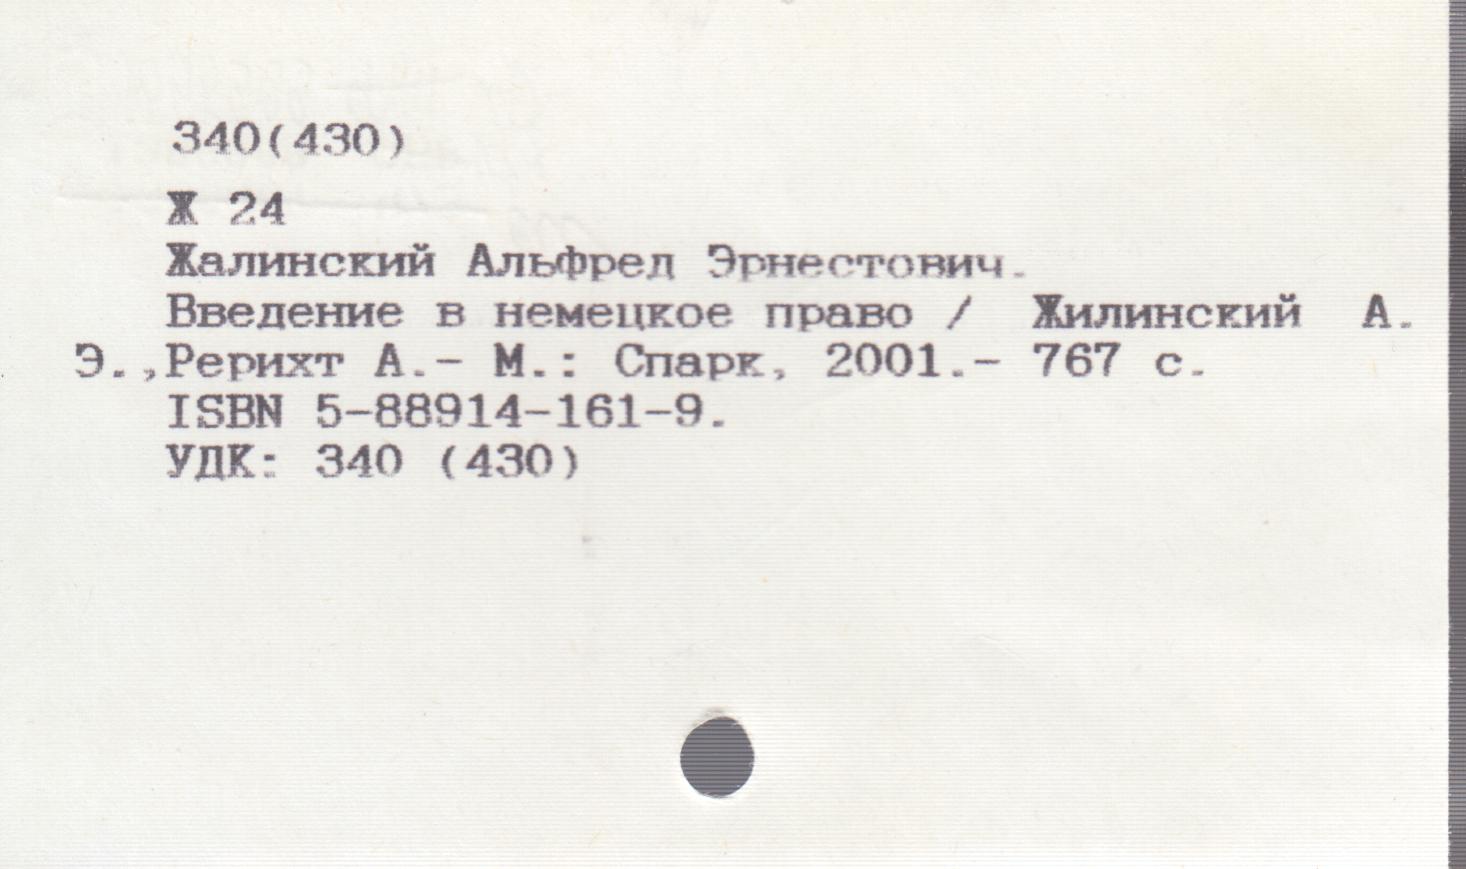 340(430)
Ж 24
Жалинский Альфред Эрнестович.
Введение в немецкое право / Жилинский А.
Э.,Рерихт А.- М.: Спарк, 2001.- 767 с.
ISBN 5-88914-161-9.
УДК: 340 (430)